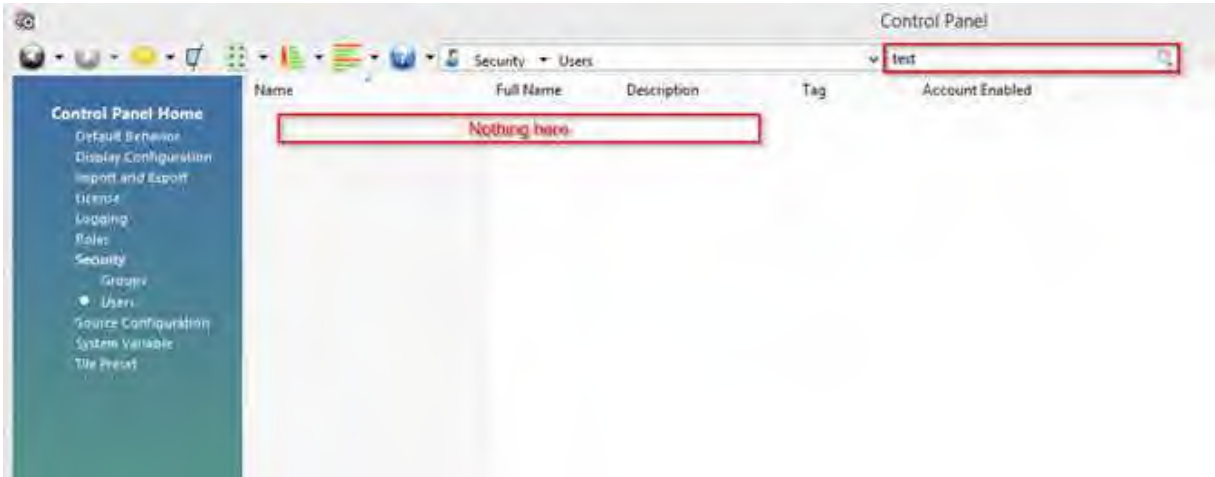 Control Panel
Security Users
test
Name Full Name Description Tag Account Enabled
Nothing here
Control Panel Home
Default Behavior
Display Configuration
Import and Export
License
Logging
Roles
Security
Groups
Users
Source Configuration
System Variable
Tile Preset